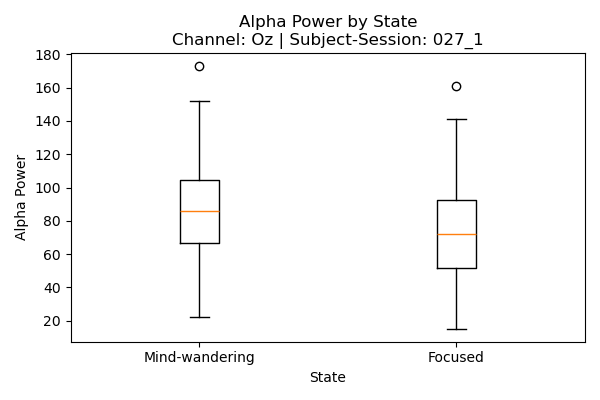 Alpha Power by State
Channel: Oz | Subject-Session: 027_1
Alpha Power
180
160
140
120
100
80
60
40
20
Mind-wandering
Focused
State